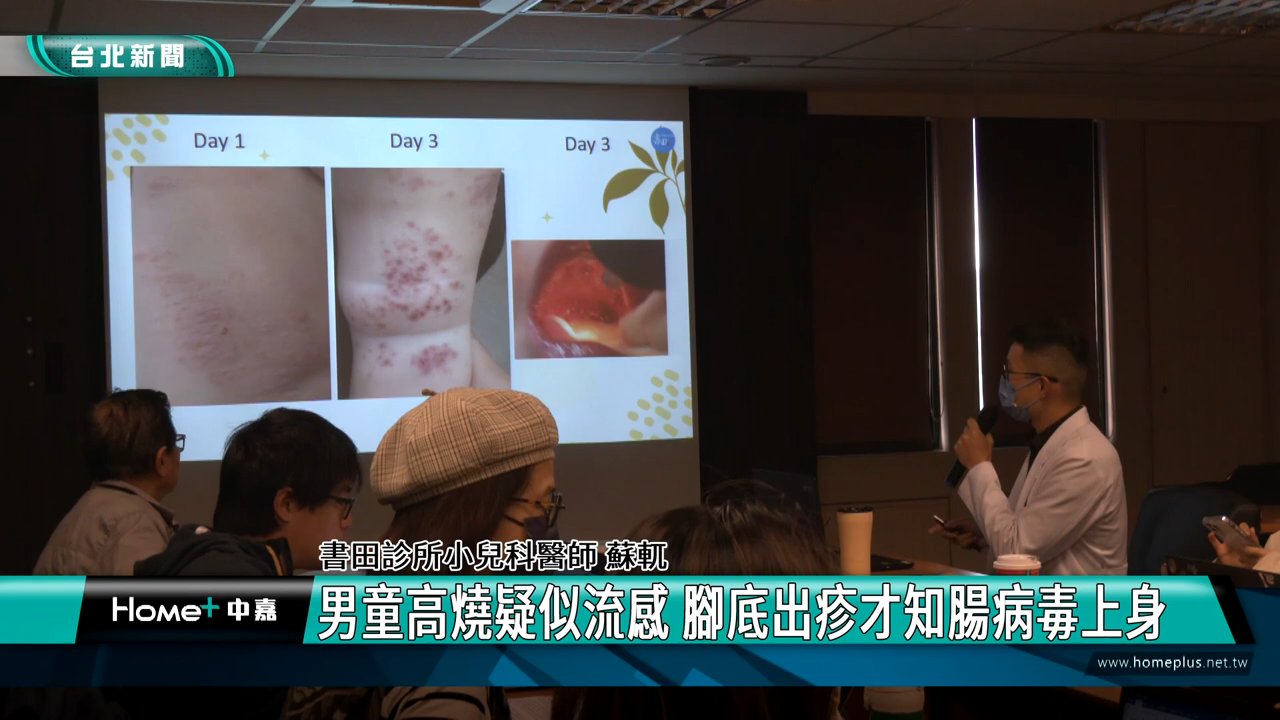 台北新聞
Day 1
Day 3
Day 3
書田診所小兒科醫師 蘇軏
Home+ 中嘉
男童高燒疑似流感 腳底出疹才知腸病毒上身
www.homeplus.net.tw